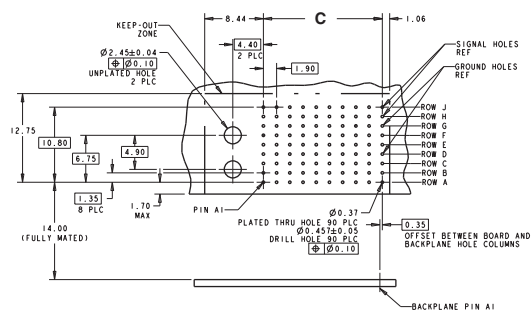 8.44
C
1.06
KEEP-OUT
ZONE
4.40
2 PLC
1.90
Ø2.45±0.04
⌖ Ø0.10
UNPLATED HOLE
2 PLC
SIGNAL HOLES
REF
GROUND HOLES
REF
ROW J
ROW H
ROW G
ROW F
ROW E
ROW D
ROW C
ROW B
ROW A
12.75
10.80
6.75
4.90
1.35
8 PLC
1.70
MAX
PIN A1
14.00
(FULLY MATED)
Ø0.37
PLATED THRU HOLE 90 PLC
Ø0.457±0.05
DRILL HOLE 90 PLC
⌖ Ø0.10
0.35
OFFSET BETWEEN BOARD AND
BACKPLANE HOLE COLUMNS
BACKPLANE PIN A1